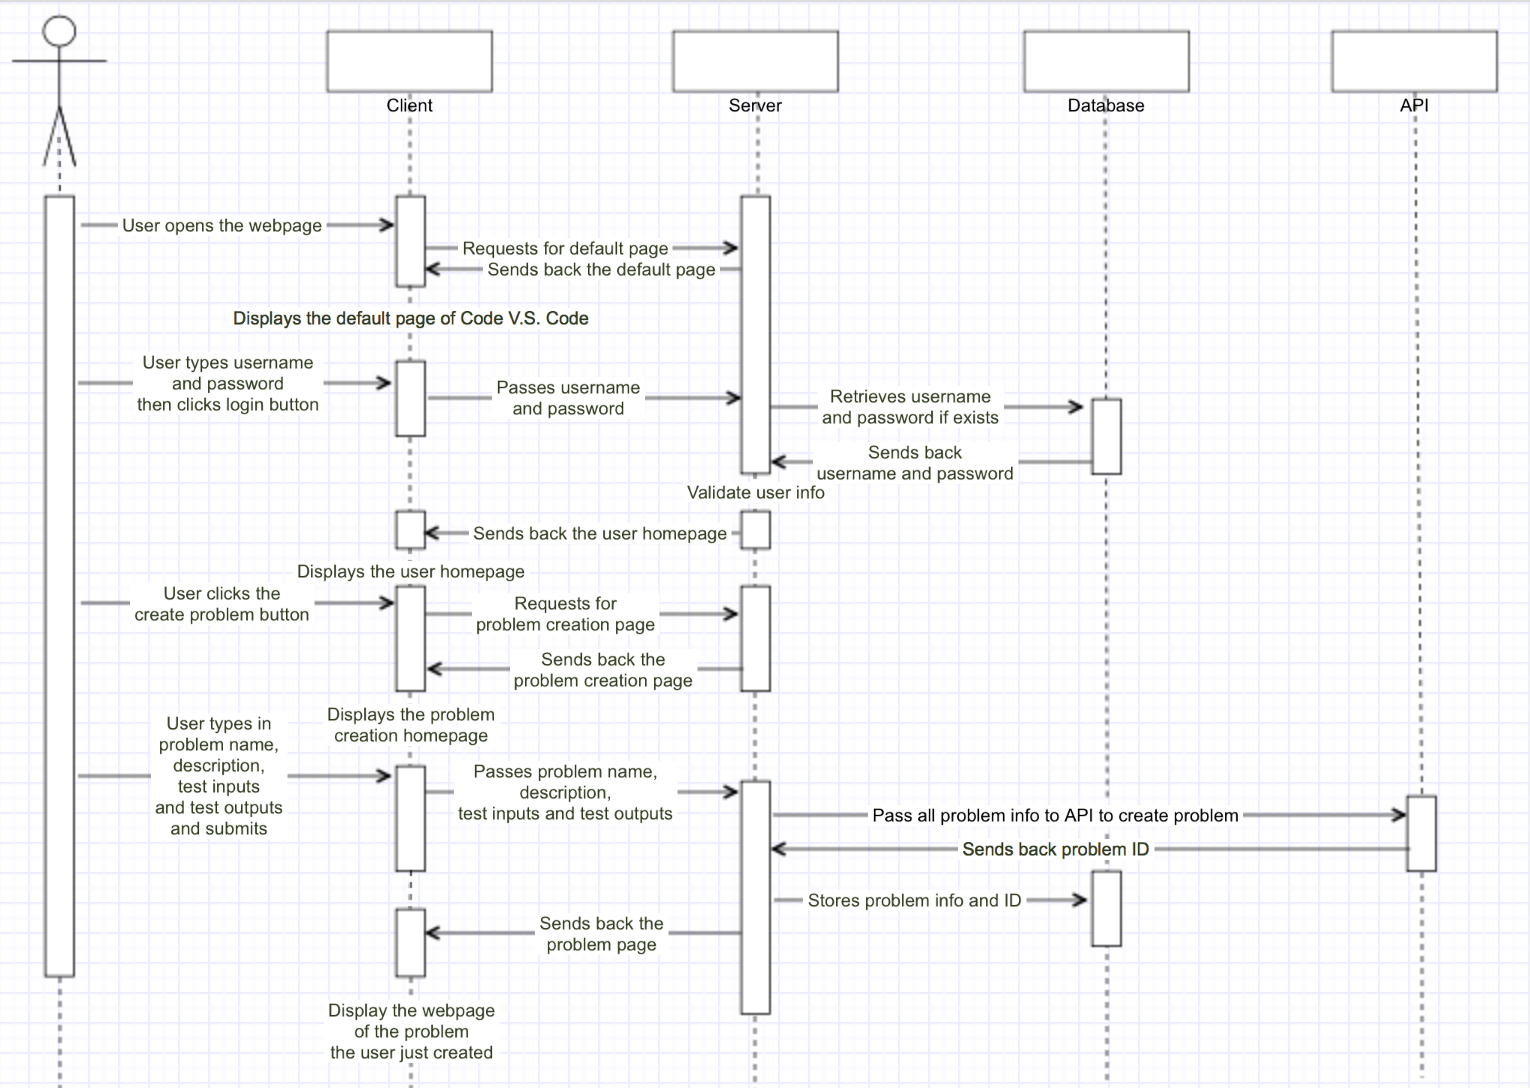 Client
Server
Database
API
User opens the webpage
Requests for default page
Sends back the default page
Displays the default page of Code V.S. Code
User types username
and password
then clicks login button
Passes username
and password
Retrieves username
and password if exists
Sends back
username and password
Validate user info
Sends back the user homepage
Displays the user homepage
User clicks the
create problem button
Requests for
problem creation page
Sends back the
problem creation page
Displays the problem
creation homepage
User types in
problem name,
description,
test inputs
and test outputs
and submits
Passes problem name,
description,
test inputs and test outputs
Pass all problem info to API to create problem
Sends back problem ID
Stores problem info and ID
Sends back the
problem page
Display the webpage
of the problem
the user just created